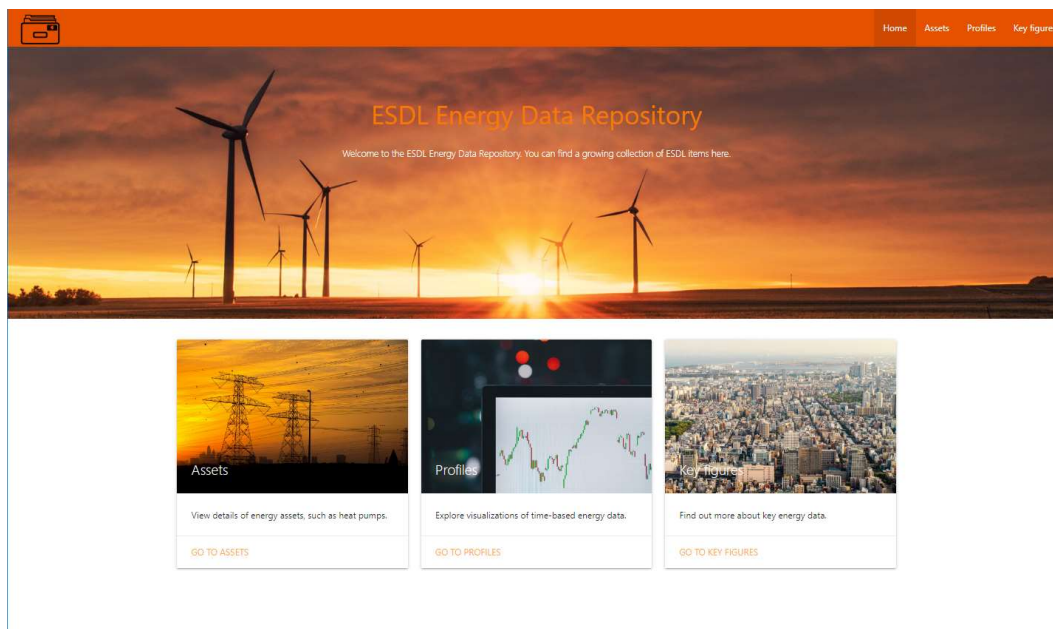 Home Assets Profiles Key figure
ESDL Energy Data Repository
Welcome to the ESDL Energy Data Repository. You can find a growing collection of ESDL items here.
Assets
Profiles
Key figures
View details of energy assets, such as heat pumps.
Explore visualizations of time-based energy data.
Find out more about key energy data.
GO TO ASSETS
GO TO PROFILES
GO TO KEY FIGURES